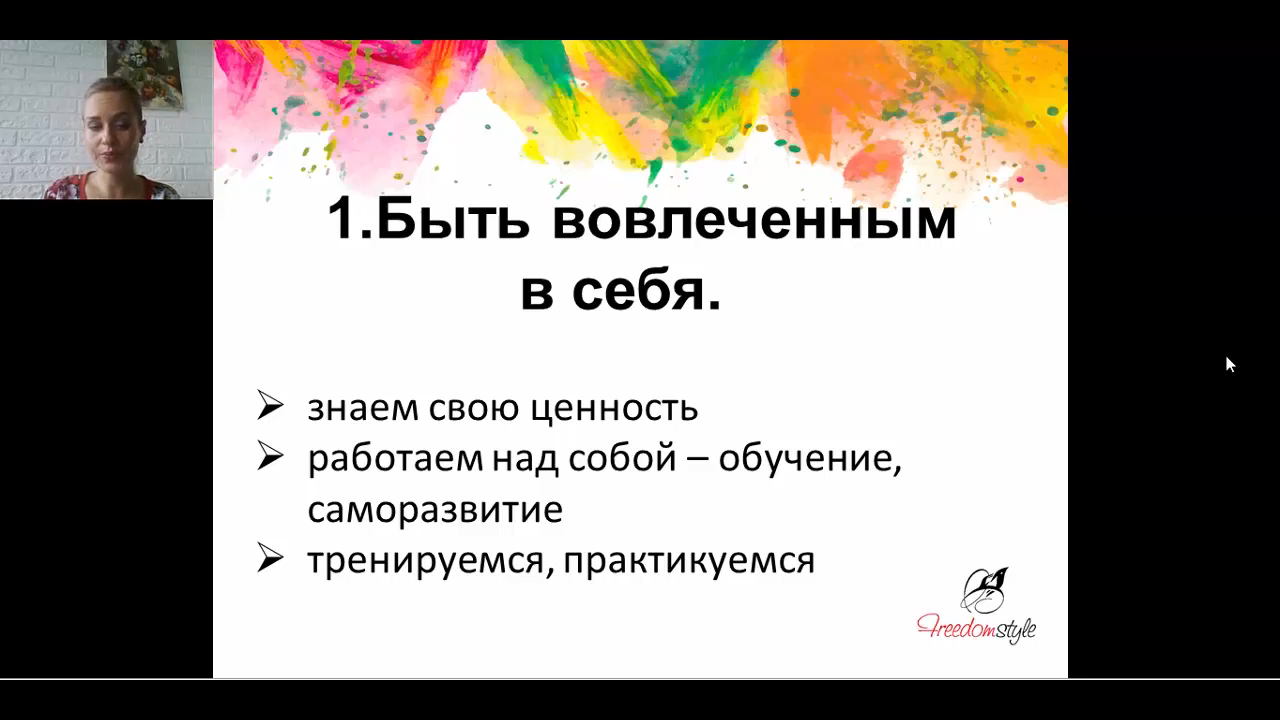 1.Быть вовлеченным
в себя.
➢ знаем свою ценность
➢ работаем над собой – обучение,
саморазвитие
➢ тренируемся, практикуемся
Freedomstyle